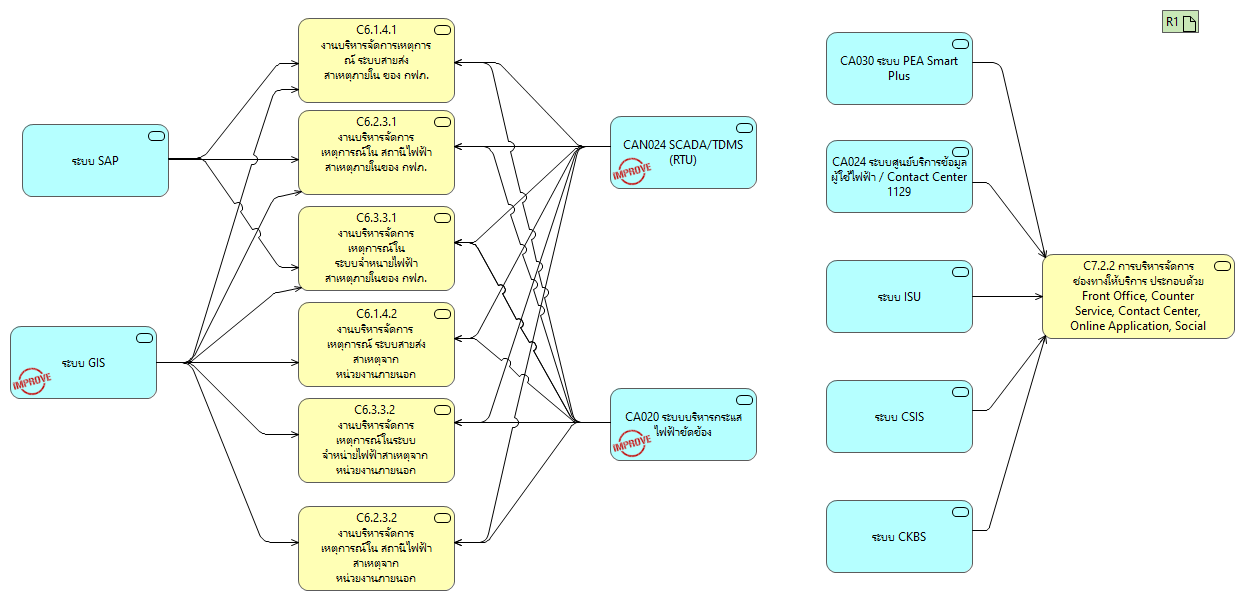 R1
C6.1.4.1
งานบริหารจัดการเหตุการ
ณ์ ระบบสายส่ง
สาเหตุภายใน ของ กฟภ.
C6.2.3.1
งานบริหารจัดการ
เหตุการณ์ใน สถานีไฟฟ้า
สาเหตุภายในของ กฟภ.
C6.3.3.1
งานบริหารจัดการ
เหตุการณ์ใน
ระบบจำหน่ายไฟฟ้า
สาเหตุภายในของ กฟภ.
C6.1.4.2
งานบริหารจัดการ
เหตุการณ์ ระบบสายส่ง
สาเหตุจาก
หน่วยงานภายนอก
C6.3.3.2
งานบริหารจัดการ
เหตุการณ์ในระบบ
จำหน่ายไฟฟ้าสาเหตุจาก
หน่วยงานภายนอก
C6.2.3.2
งานบริหารจัดการ
เหตุการณ์ใน สถานีไฟฟ้า
สาเหตุจาก
หน่วยงานภายนอก
ระบบ SAP
ระบบ GIS
IMPROVE
CAN024 SCADA/TDMS
(RTU)
IMPROVE
CA020 ระบบบริหารกระแส
ไฟฟ้าขัดข้อง
IMPROVE
CA030 ระบบ PEA Smart
Plus
CA024 ระบบศูนย์บริการข้อมูล
ผู้ใช้ไฟฟ้า / Contact Center
1129
ระบบ ISU
ระบบ CSIS
ระบบ CKBS
C7.2.2 การบริหารจัดการ
ช่องทางให้บริการ ประกอบด้วย
Front Office, Counter
Service, Contact Center,
Online Application, Social